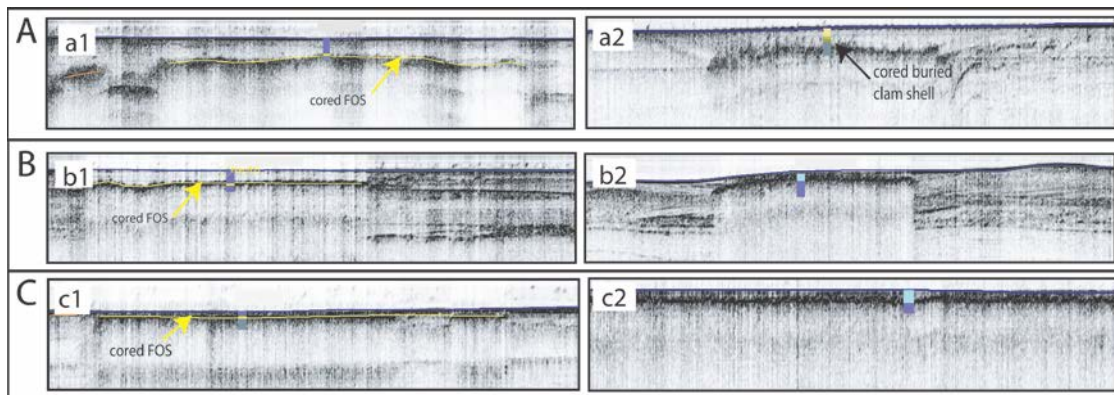 A
a1
cored FOS
a2
cored buried
clam shell
B
b1
cored FOS
b2
C
c1
cored FOS
c2